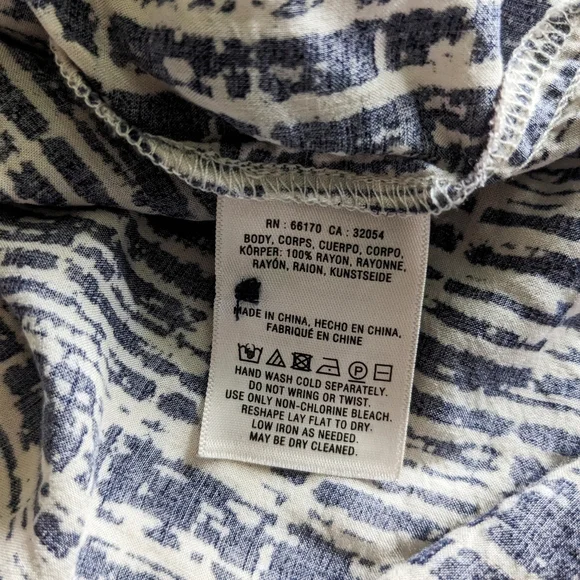 RN : 66170 CA : 32054
BODY, CORPS, CUERPO, CORPO,
KÖRPER: 100% RAYON, RAYONNE,
RAYÓN, RAION, KUNSTSEIDE
MADE IN CHINA, HECHO EN CHINA,
FABRIQUÉ EN CHINE
HAND WASH COLD SEPARATELY.
DO NOT WRING OR TWIST.
USE ONLY NON-CHLORINE BLEACH.
RESHAPE LAY FLAT TO DRY.
LOW IRON AS NEEDED.
MAY BE DRY CLEANED.